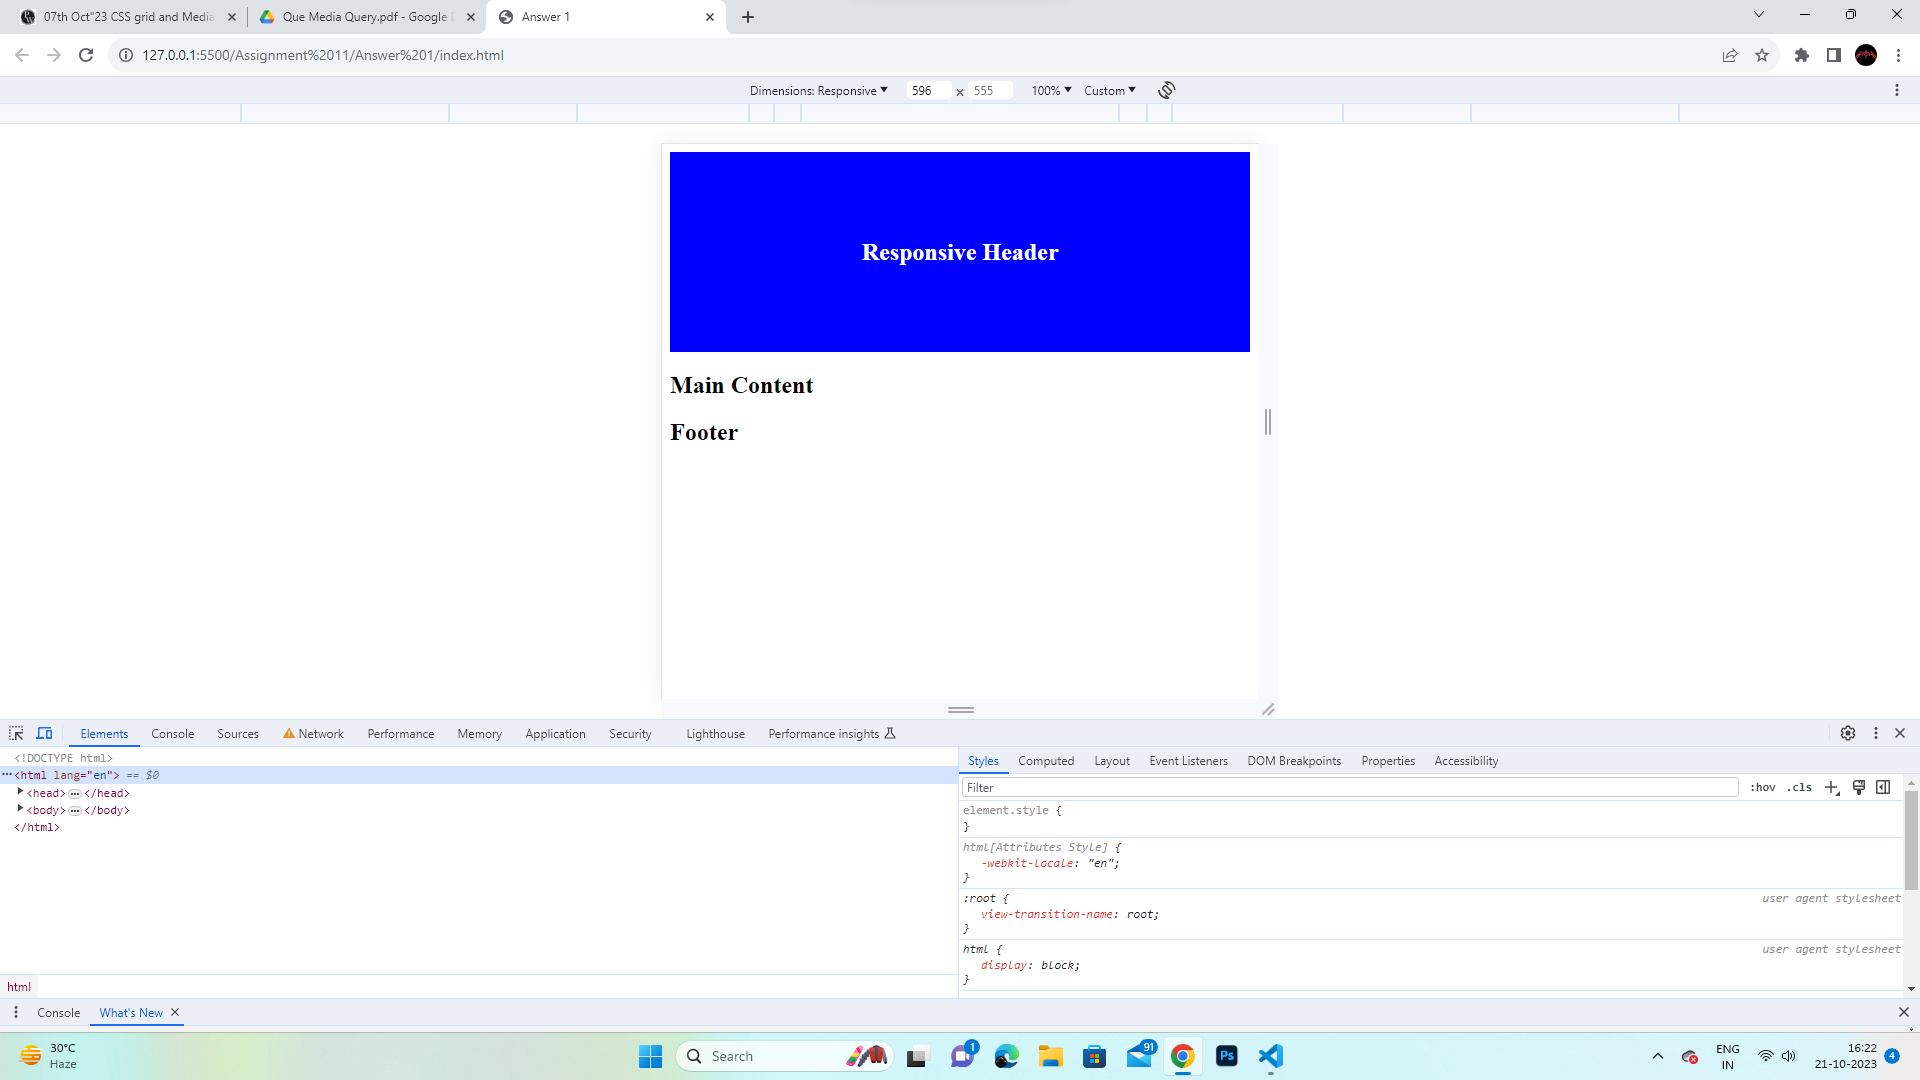 07th Oct"23 CSS grid and Media
Que Media Query.pdf - Google
Answer 1
127.0.0.1:5500/Assignment%2011/Answer%201/index.html
Dimensions: Responsive
596 × 555
100%
Custom
Responsive Header
Main Content
Footer
Elements Console Sources Network Performance Memory Application Security Lighthouse Performance insights
<!DOCTYPE html>
<html lang="en"> == $0
<head> … </head>
<body> … </body>
</html>
html
Styles Computed Layout Event Listeners DOM Breakpoints Properties Accessibility
Filter
:hov .cls
element.style {
}
html[Attributes Style] {
-webkit-locale: "en";
}
:root { user agent stylesheet
view-transition-name: root;
}
html { user agent stylesheet
display: block;
}
Console What's New
30°C
Haze
Search
1
91
Ps
ENG
IN
16:22
21-10-2023
4